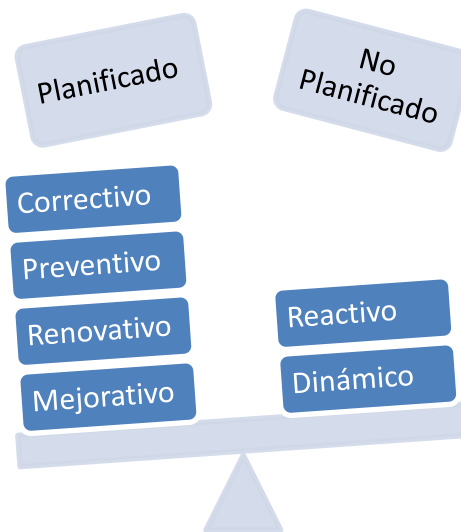 Planificado
No
Planificado
Correctivo
Preventivo
Renovativo
Mejorativo
Reactivo
Dinámico